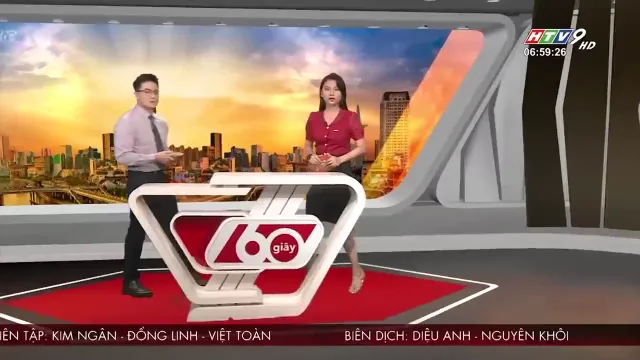 HTV9 HD
06:59:26
60 giây
IÊN TẬP: KIM NGÂN - ĐỒNG LINH - VIỆT TOÀN BIÊN DỊCH: DIỆU ANH - NGUYÊN KHÔI